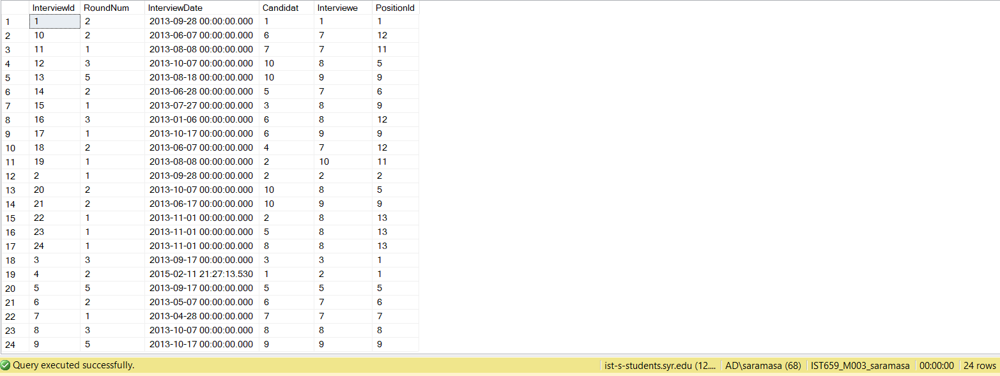 InterviewId RoundNum InterviewDate Candidat Interviewe PositionId
1 1 2 2013-09-28 00:00:00.000 1 1 1
2 10 2 2013-06-07 00:00:00.000 6 7 12
3 11 1 2013-08-08 00:00:00.000 7 7 11
4 12 3 2013-10-07 00:00:00.000 10 8 5
5 13 5 2013-08-18 00:00:00.000 10 9 9
6 14 2 2013-06-28 00:00:00.000 5 7 6
7 15 1 2013-07-27 00:00:00.000 3 8 9
8 16 3 2013-01-06 00:00:00.000 6 8 12
9 17 1 2013-10-17 00:00:00.000 6 9 9
10 18 2 2013-06-07 00:00:00.000 4 7 12
11 19 1 2013-08-08 00:00:00.000 2 10 11
12 2 1 2013-09-28 00:00:00.000 2 2 2
13 20 2 2013-10-07 00:00:00.000 10 8 5
14 21 2 2013-06-17 00:00:00.000 10 9 9
15 22 1 2013-11-01 00:00:00.000 2 8 13
16 23 1 2013-11-01 00:00:00.000 5 8 13
17 24 1 2013-11-01 00:00:00.000 8 8 13
18 3 3 2013-09-17 00:00:00.000 3 3 1
19 4 2 2015-02-11 21:27:13.530 1 2 1
20 5 5 2013-09-17 00:00:00.000 5 5 5
21 6 2 2013-05-07 00:00:00.000 6 7 6
22 7 1 2013-04-28 00:00:00.000 7 7 7
23 8 3 2013-10-07 00:00:00.000 8 8 8
24 9 5 2013-10-17 00:00:00.000 9 9 9
Query executed successfully. ist-s-students.syr.edu (12.... AD\saramasa (68) IST659_M003_saramasa 00:00:00 24 rows